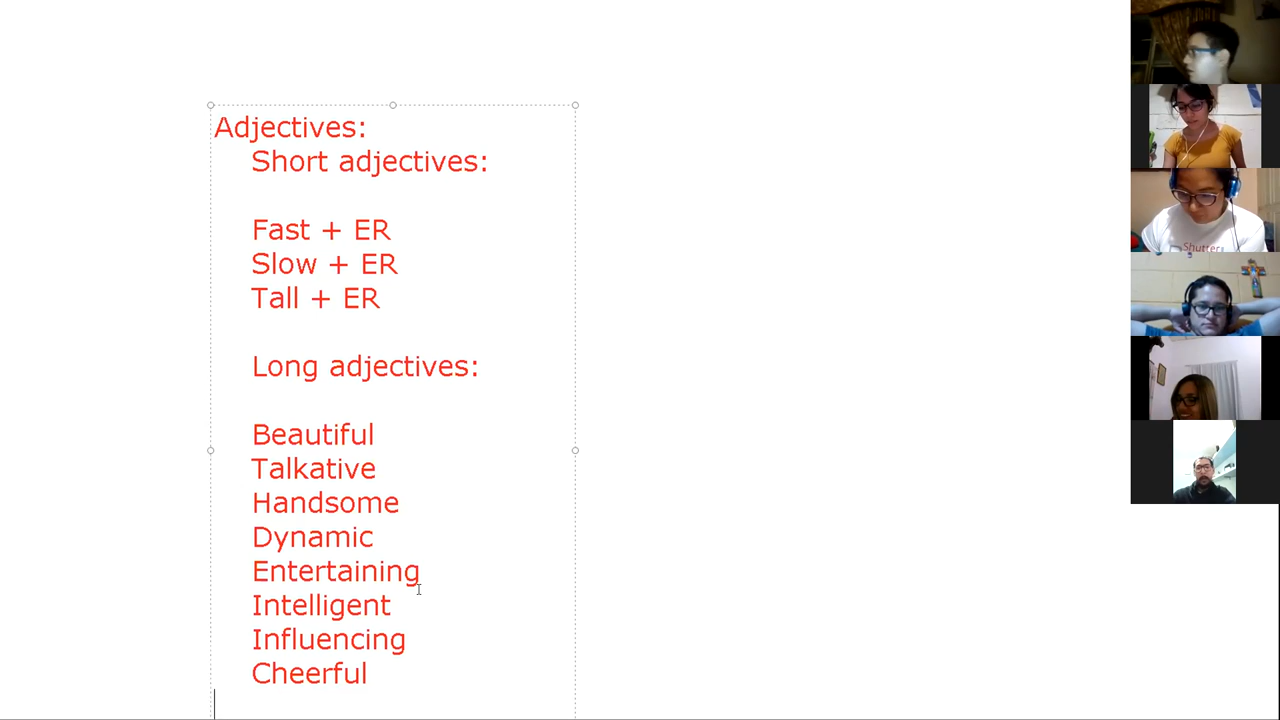 Adjectives:
Short adjectives:
Fast + ER
Slow + ER
Tall + ER
Long adjectives:
Beautiful
Talkative
Handsome
Dynamic
Entertaining
Intelligent
Influencing
Cheerful
Shutter